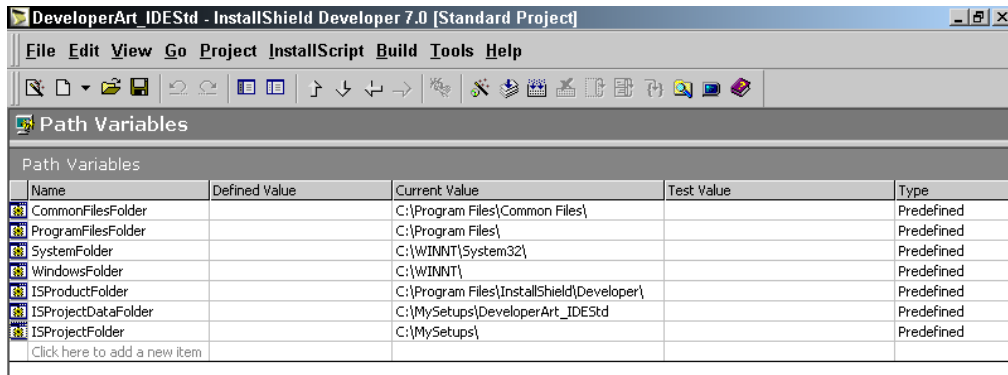 DeveloperArt_IDEStd - InstallShield Developer 7.0 [Standard Project]
File Edit View Go Project InstallScript Build Tools Help
Path Variables
Path Variables
Name Defined Value Current Value Test Value Type
CommonFilesFolder C:\Program Files\Common Files\ Predefined
ProgramFilesFolder C:\Program Files\ Predefined
SystemFolder C:\WINNT\System32\ Predefined
WindowsFolder C:\WINNT\ Predefined
ISProductFolder C:\Program Files\InstallShield\Developer\ Predefined
ISProjectDataFolder C:\MySetups\DeveloperArt_IDEStd Predefined
ISProjectFolder C:\MySetups\ Predefined
Click here to add a new item